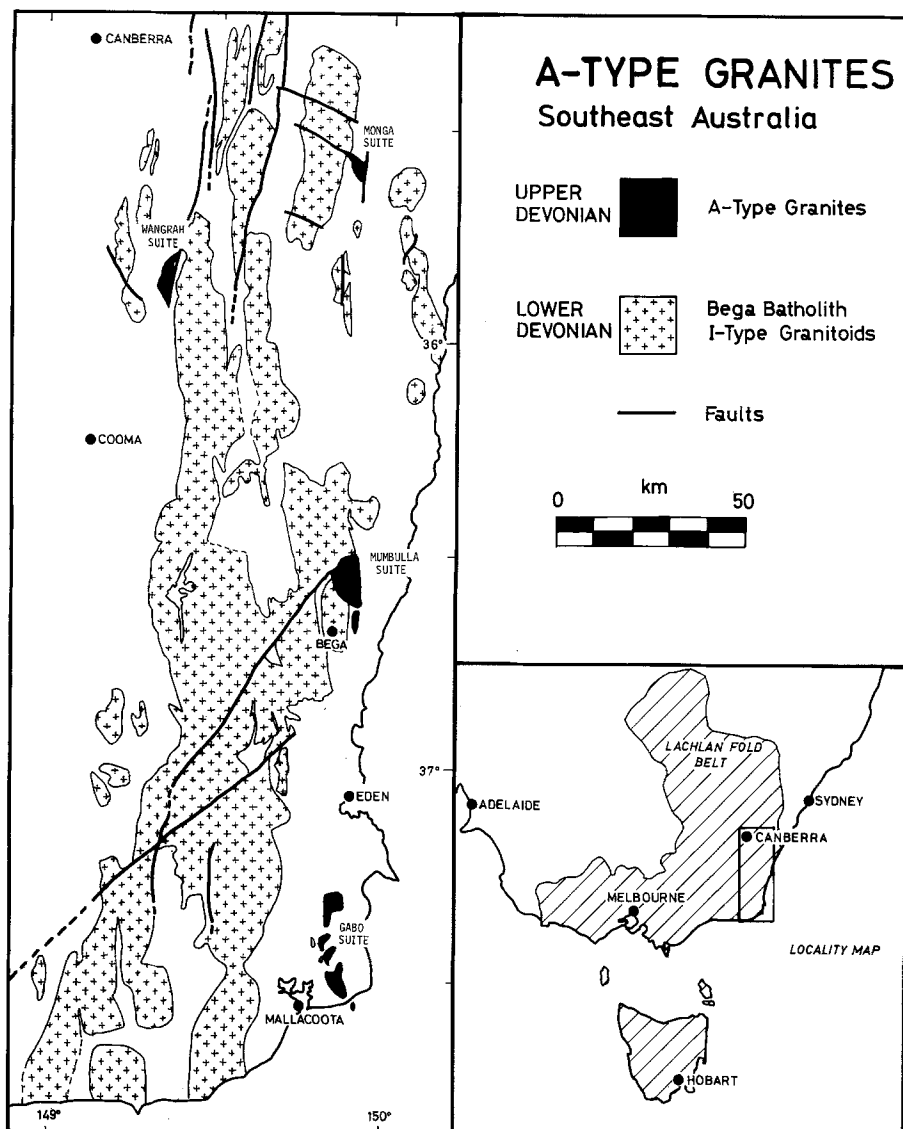 CANBERRA
MONGA
SUITE
WANGRAH
SUITE
36°
COOMA
MUMBULLA
SUITE
BEGA
37°
EDEN
GABO
SUITE
MALLACOOTA
149°
150°
A-TYPE GRANITES
Southeast Australia
UPPER
DEVONIAN
A-Type Granites
LOWER
DEVONIAN
Bega Batholith
I-Type Granitoids
Faults
0 km 50
LACHLAN FOLD
BELT
ADELAIDE
SYDNEY
CANBERRA
MELBOURNE
LOCALITY MAP
HOBART